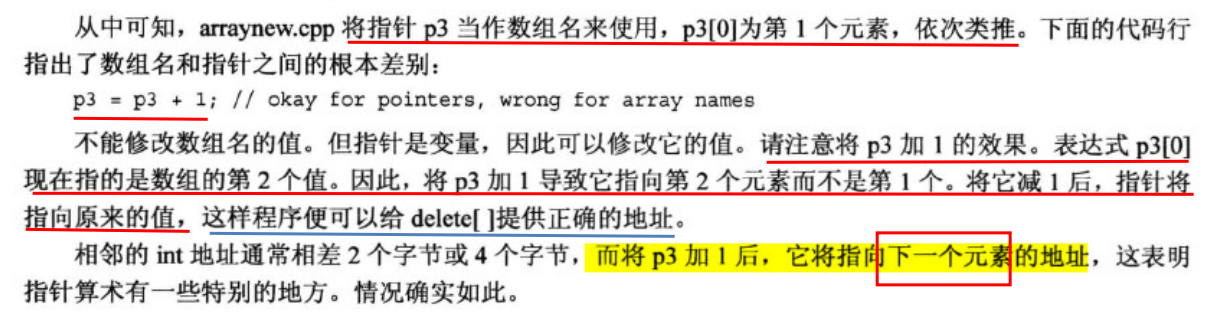 从中可知，arraynew.cpp 将指针 p3 当作数组名来使用，p3[0]为第 1 个元素，依次类推。下面的代码行
指出了数组名和指针之间的根本差别：
p3 = p3 + 1; // okay for pointers, wrong for array names
不能修改数组名的值。但指针是变量，因此可以修改它的值。请注意将 p3 加 1 的效果。表达式 p3[0]
现在指的是数组的第 2 个值。因此，将 p3 加 1 导致它指向第 2 个元素而不是第 1 个。将它减 1 后，指针将
指向原来的值，这样程序便可以给 delete[ ]提供正确的地址。
相邻的 int 地址通常相差 2 个字节或 4 个字节，而将 p3 加 1 后，它将指向下一个元素的地址，这表明
指针算术有一些特别的地方。情况确实如此。